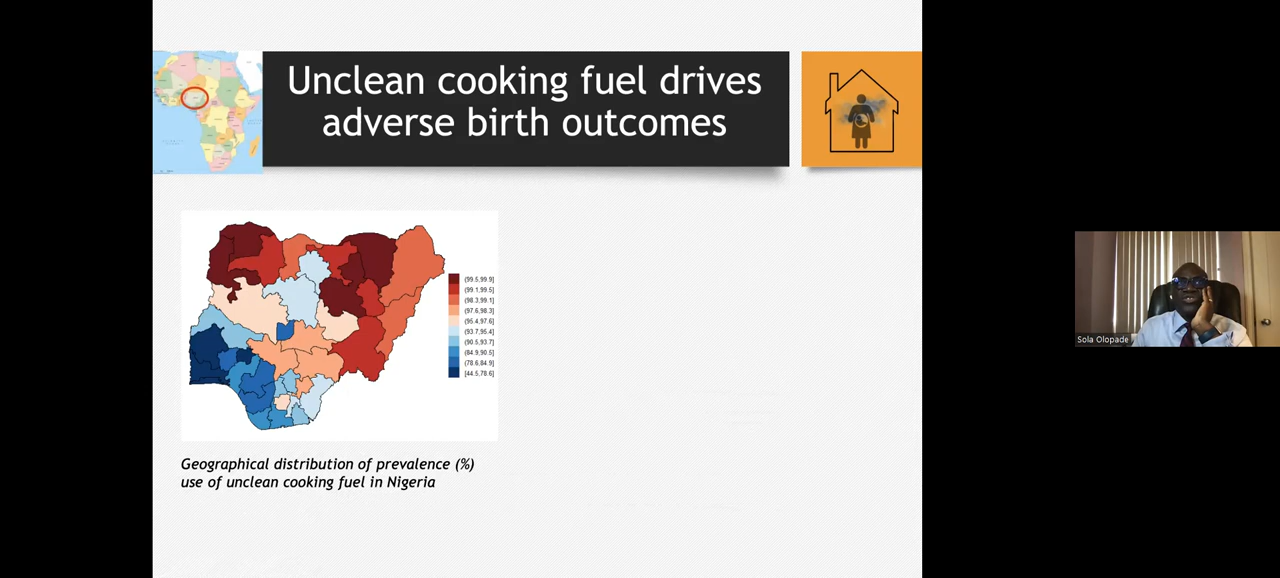 Unclean cooking fuel drives
adverse birth outcomes
(99.5,99.9]
(99.1,99.5]
(98.3,99.1]
(97.6,98.3]
(95.4,97.6]
(93.7,95.4]
(90.5,93.7]
(84.9,90.5]
(78.6,84.9]
[44.5,78.6]
Geographical distribution of prevalence (%)
use of unclean cooking fuel in Nigeria
Sola Olopade